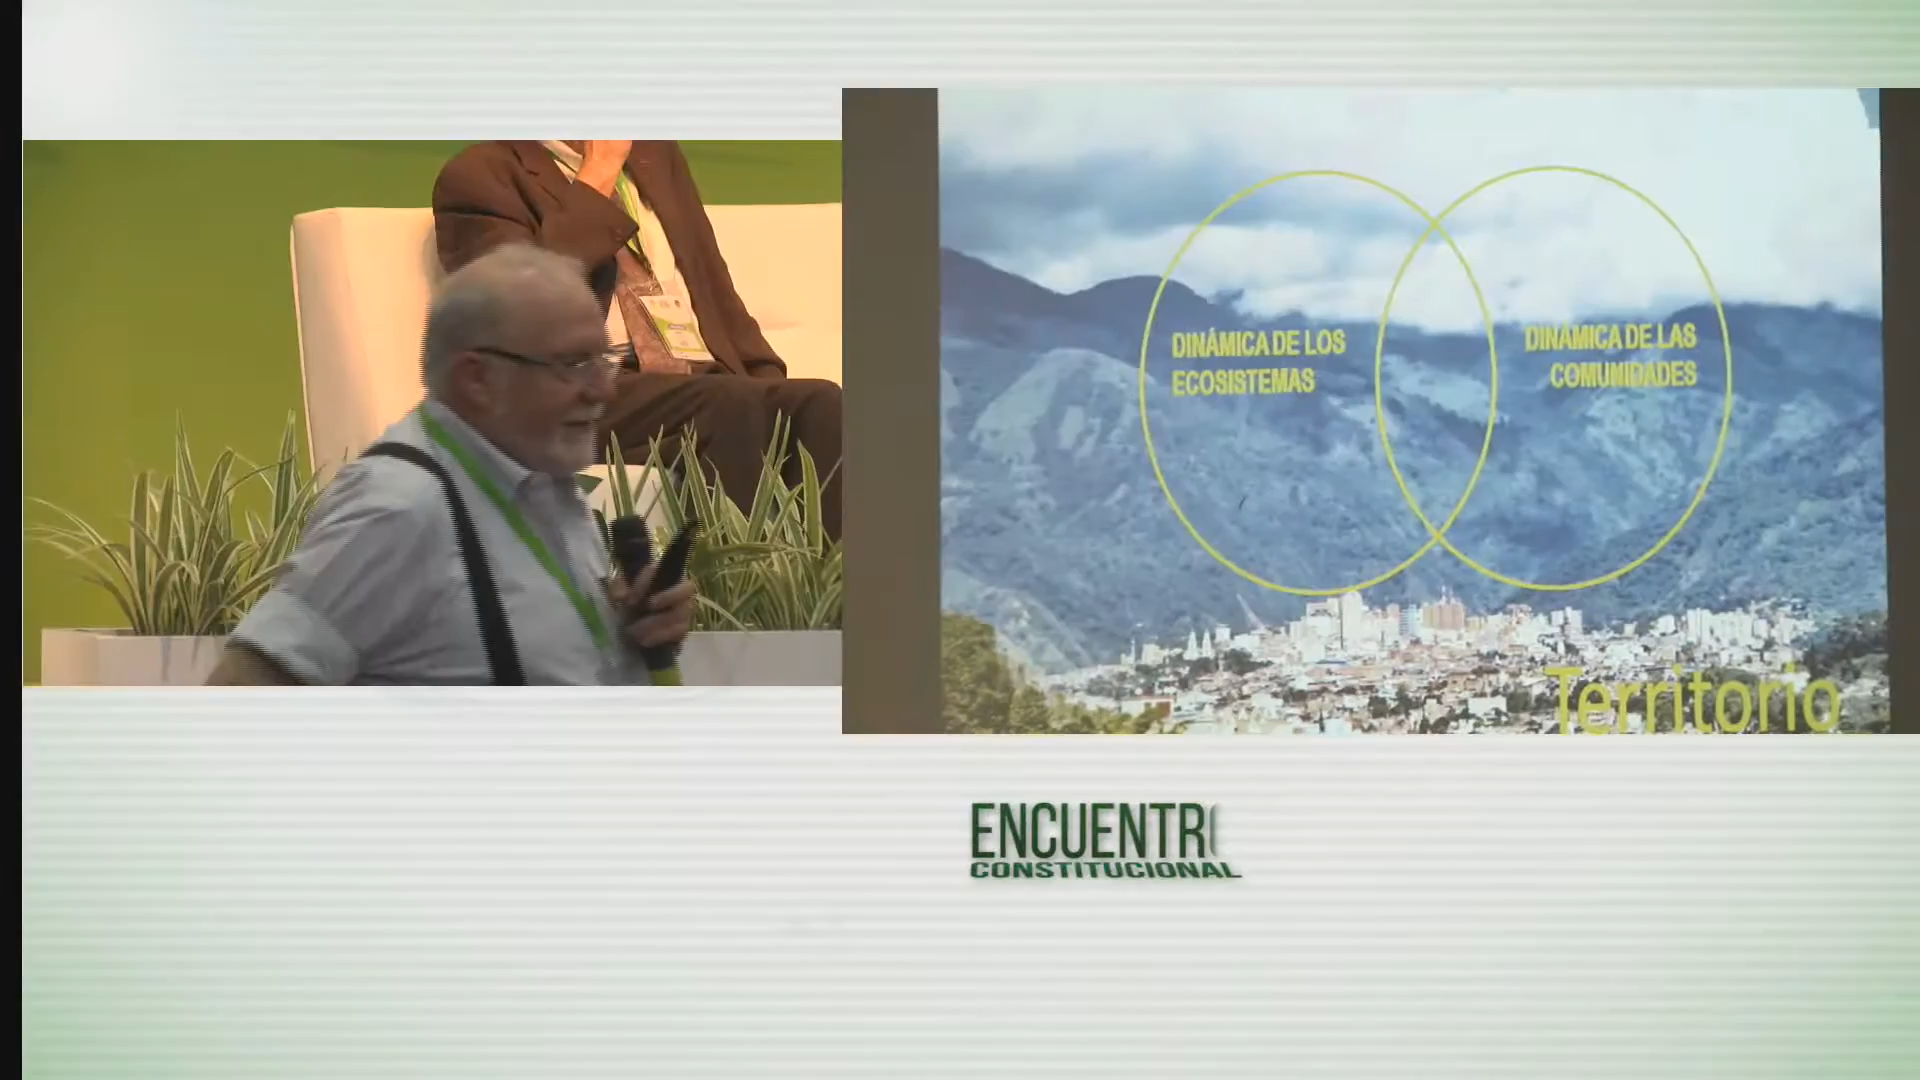 DINÁMICA DE LOS
ECOSISTEMAS
DINÁMICA DE LAS
COMUNIDADES
Territorio
ENCUENTRO
CONSTITUCIONAL